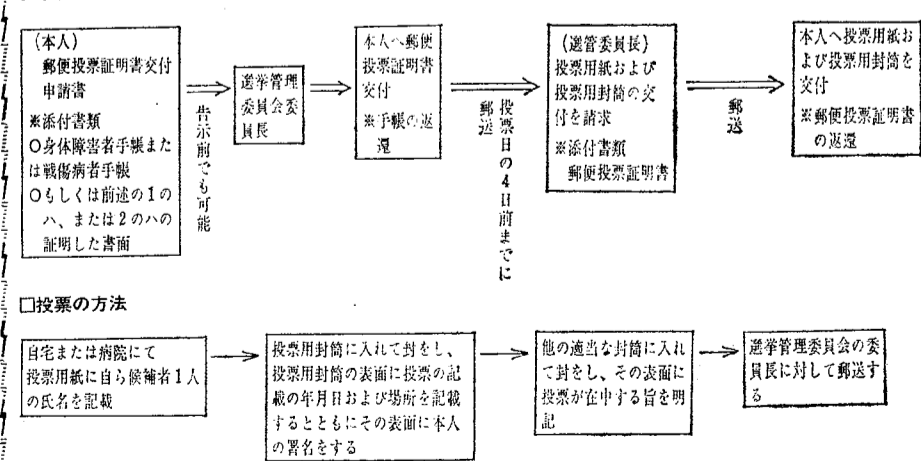 (本人)
郵便投票証明書交付
申請書
※添付書類
○身体障害者手帳また
は戦傷病者手帳
○もしくは前述の1の
ハ、または2のハの
証明した書面
告示前でも可能
選挙管理
委員会委
員長
本人へ郵便
投票証明書
交付
※手帳の返
還
投票日の4日前までに
郵送
(選管委員長)
投票用紙および
投票用封筒の交
付を請求
※添付書類
郵便投票証明書
郵送
本人へ投票用紙お
よび投票用封筒を
交付
※郵便投票証明書
の返還
□投票の方法
自宅または病院にて
投票用紙に自ら候補者1人
の氏名を記載
投票用封筒に入れて封をし、
投票用封筒の表面に投票の記
載の年月日および場所を記載
するとともにその表面に本人
の署名をする
他の適当な封筒に入れ
て封をし、その表面に
投票が在中する旨を明
記
選挙管理委員会の委
員長に対して郵送す
る